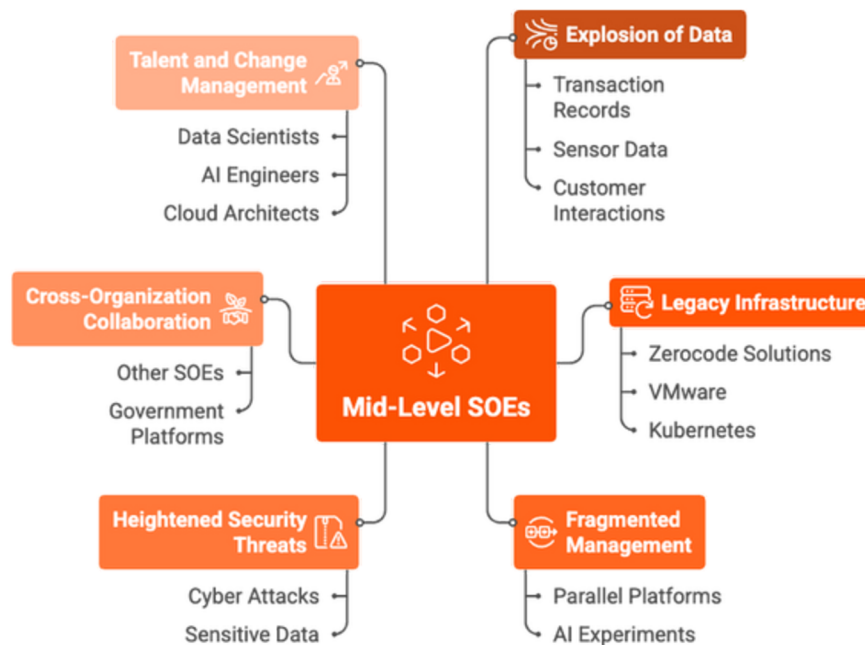 Talent and Change
Management
Data Scientists
AI Engineers
Cloud Architects
Explosion of Data
Transaction
Records
Sensor Data
Customer
Interactions
Cross-Organization
Collaboration
Other SOEs
Government
Platforms
Mid-Level SOEs
Legacy Infrastructure
Zerocode Solutions
VMware
Kubernetes
Heightened Security
Threats
Cyber Attacks
Sensitive Data
Fragmented
Management
Parallel Platforms
AI Experiments